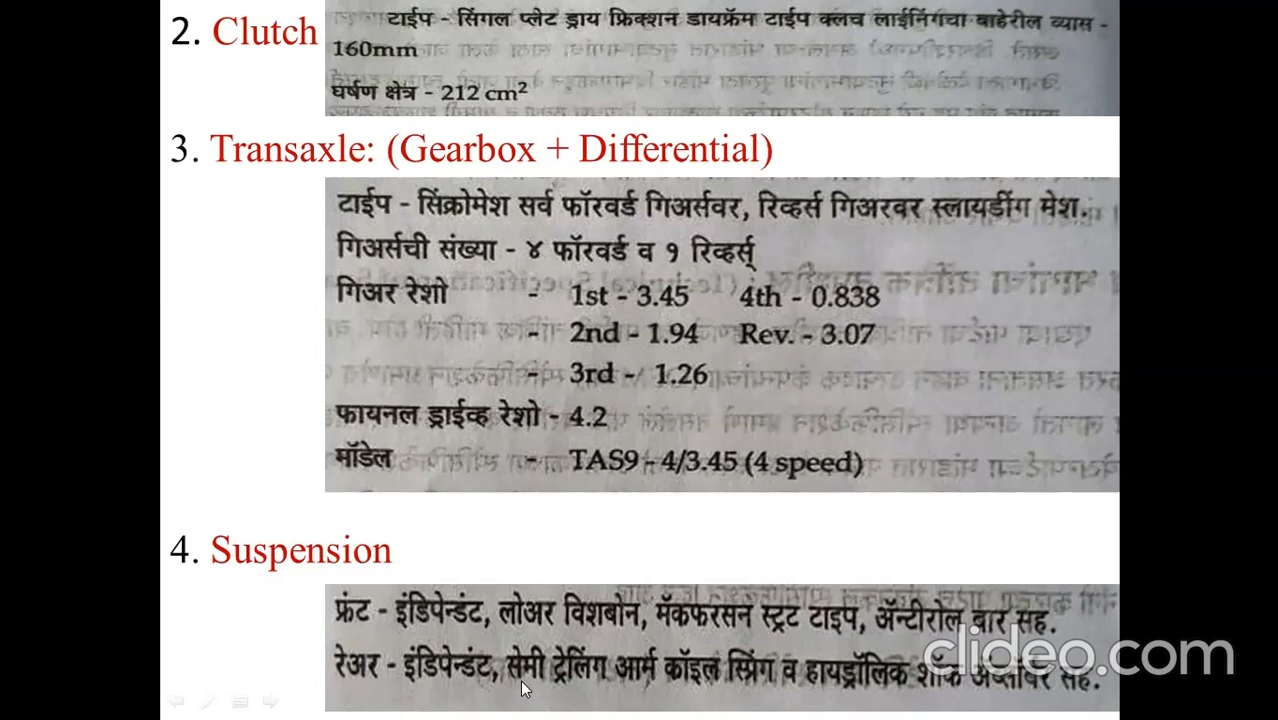 2. Clutch
टाईप - सिंगल प्लेट ड्राय फ्रिक्शन डायफ्रॅम टाईप क्लच लाईनिंगचा बाहेरील व्यास -
160mm
घर्षण क्षेत्र - 212 cm²
3. Transaxle: (Gearbox + Differential)
टाईप - सिंक्रोमेश सर्व फॉरवर्ड गिअर्सवर, रिव्हर्स गिअरवर स्लायडींग मेश.
गिअर्सची संख्या - ४ फॉरवर्ड व १ रिव्हर्स्
गिअर रेशो - 1st - 3.45 4th - 0.838
- 2nd - 1.94 Rev. - 3.07
- 3rd - 1.26
फायनल ड्राईव्ह रेशो - 4.2
मॉडेल - TAS9 - 4/3.45 (4 speed)
4. Suspension
फ्रंट - इंडिपेन्डंट, लोअर विशबोन, मॅकफरसन स्ट्रट टाइप, ॲन्टीरोल बार सह.
रेअर - इंडिपेन्डंट, सेमी ट्रेलिंग आर्म कॉइल स्प्रिंग व हायड्रॉलिक शॉक अॅब्सॉर्बर सह.
clideo.com